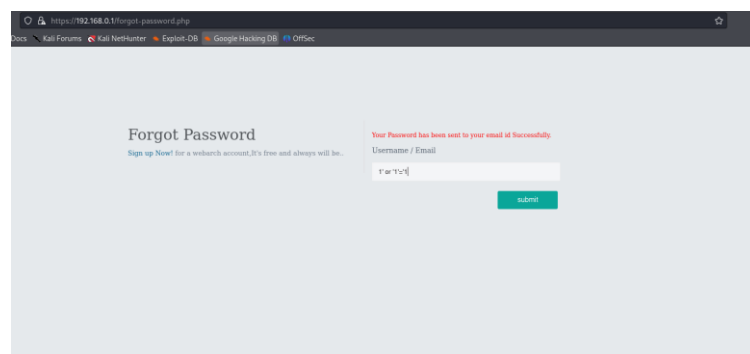 https://192.168.0.1/forgot-password.php
Docs Kali Forums Kali NetHunter Exploit-DB Google Hacking DB OffSec
Forgot Password
Sign up Now! for a webarch account,It's free and always will be..
Your Password has been sent to your email id Successfully.
Username / Email
1' or '1'='1
submit